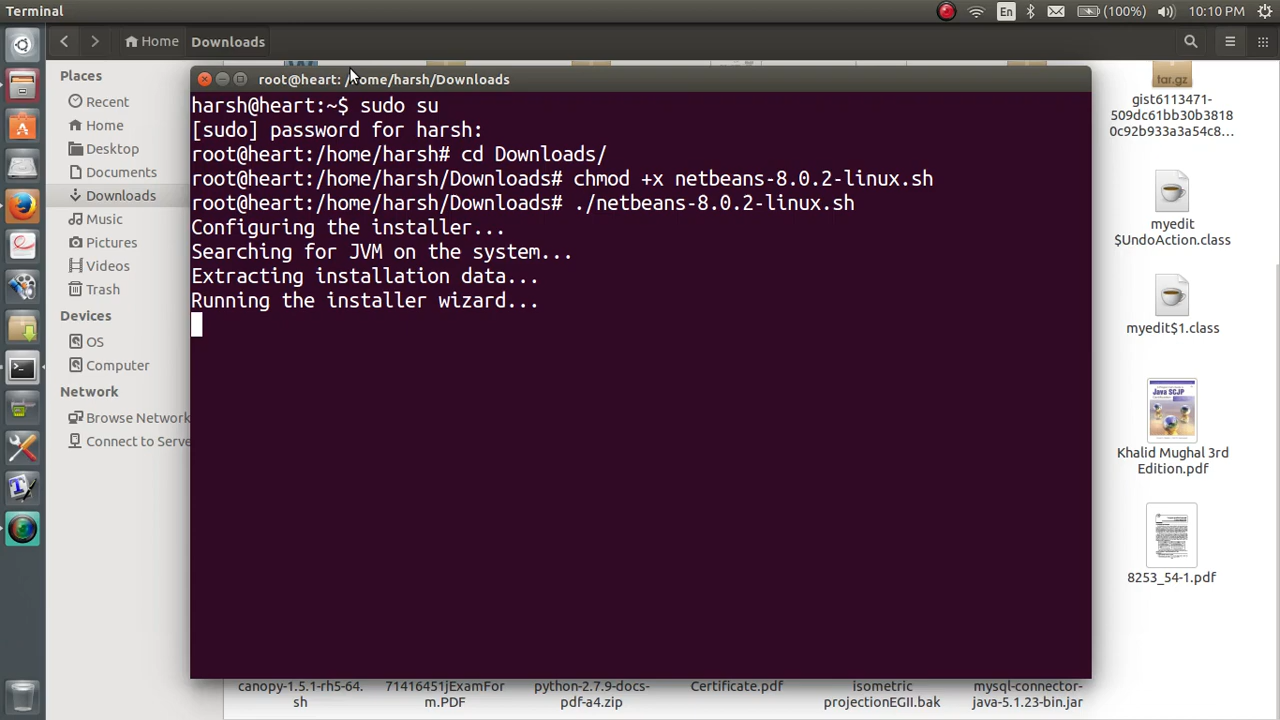 Terminal
En
(100%)
10:10 PM
Home
Downloads
Places
Recent
Home
Desktop
Documents
Downloads
Music
Pictures
Videos
Trash
Devices
OS
Computer
Network
Browse Network
Connect to Serve
root@heart: /home/harsh/Downloads
harsh@heart:~$ sudo su
[sudo] password for harsh:
root@heart:/home/harsh# cd Downloads/
root@heart:/home/harsh/Downloads# chmod +x netbeans-8.0.2-linux.sh
root@heart:/home/harsh/Downloads# ./netbeans-8.0.2-linux.sh
Configuring the installer...
Searching for JVM on the system...
Extracting installation data...
Running the installer wizard...
tar.gz
gist6113471-
509dc61bb30b3818
0c92b933a3a54c8...
myedit
$UndoAction.class
myedit$1.class
Java SCJP
Khalid Mughal 3rd
Edition.pdf
8253_54-1.pdf
canopy-1.5.1-rh5-64.
sh
71416451jExamFor
m.PDF
python-2.7.9-docs-
pdf-a4.zip
Certificate.pdf
isometric
projectionEGII.bak
mysql-connector-
java-5.1.23-bin.jar